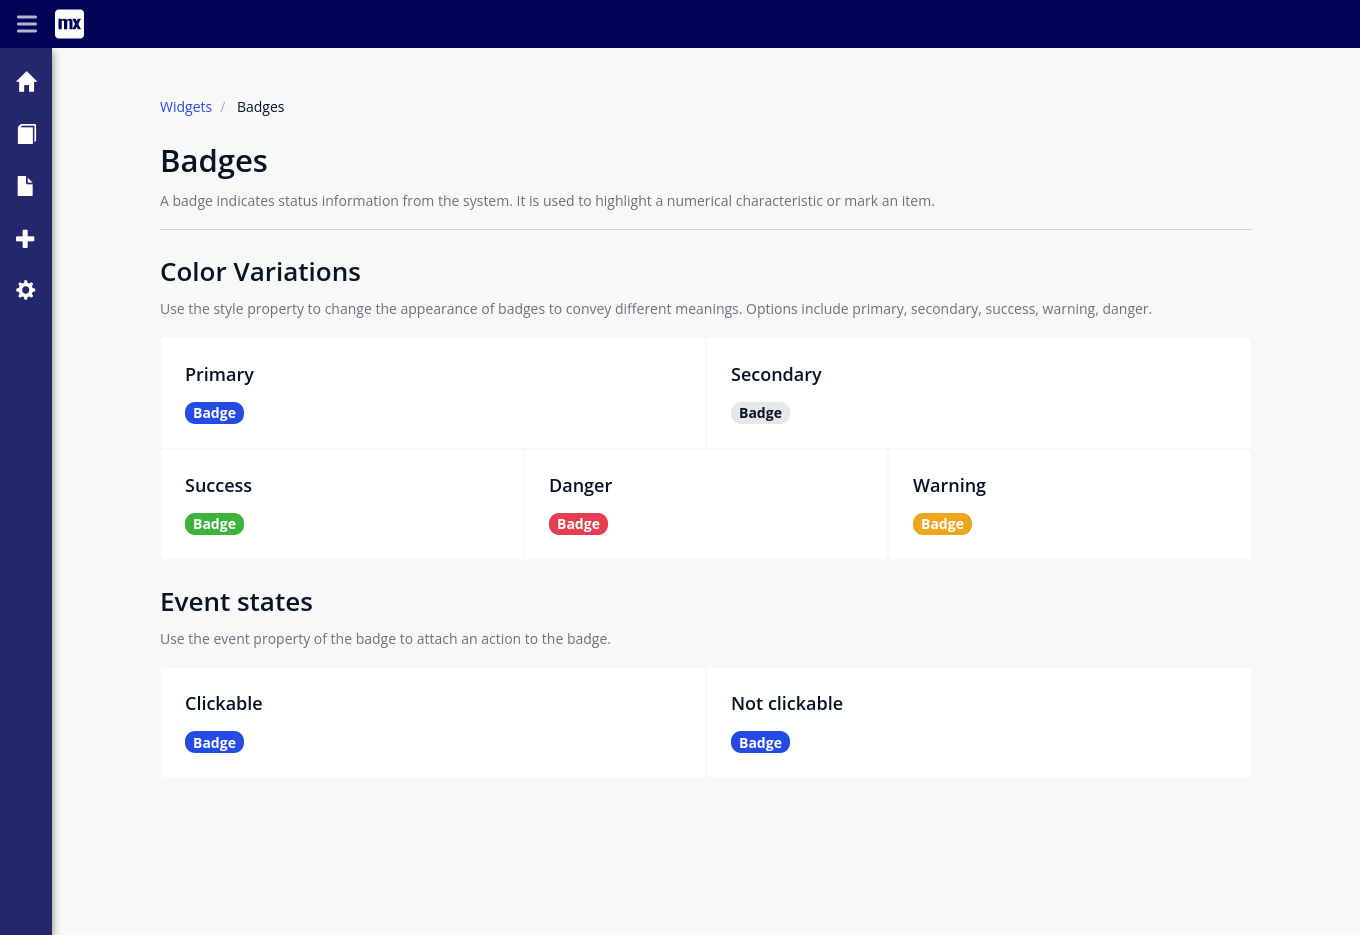 mx
Widgets / Badges
Badges
A badge indicates status information from the system. It is used to highlight a numerical characteristic or mark an item.
Color Variations
Use the style property to change the appearance of badges to convey different meanings. Options include primary, secondary, success, warning, danger.
Primary
Badge
Secondary
Badge
Success
Badge
Danger
Badge
Warning
Badge
Event states
Use the event property of the badge to attach an action to the badge.
Clickable
Badge
Not clickable
Badge